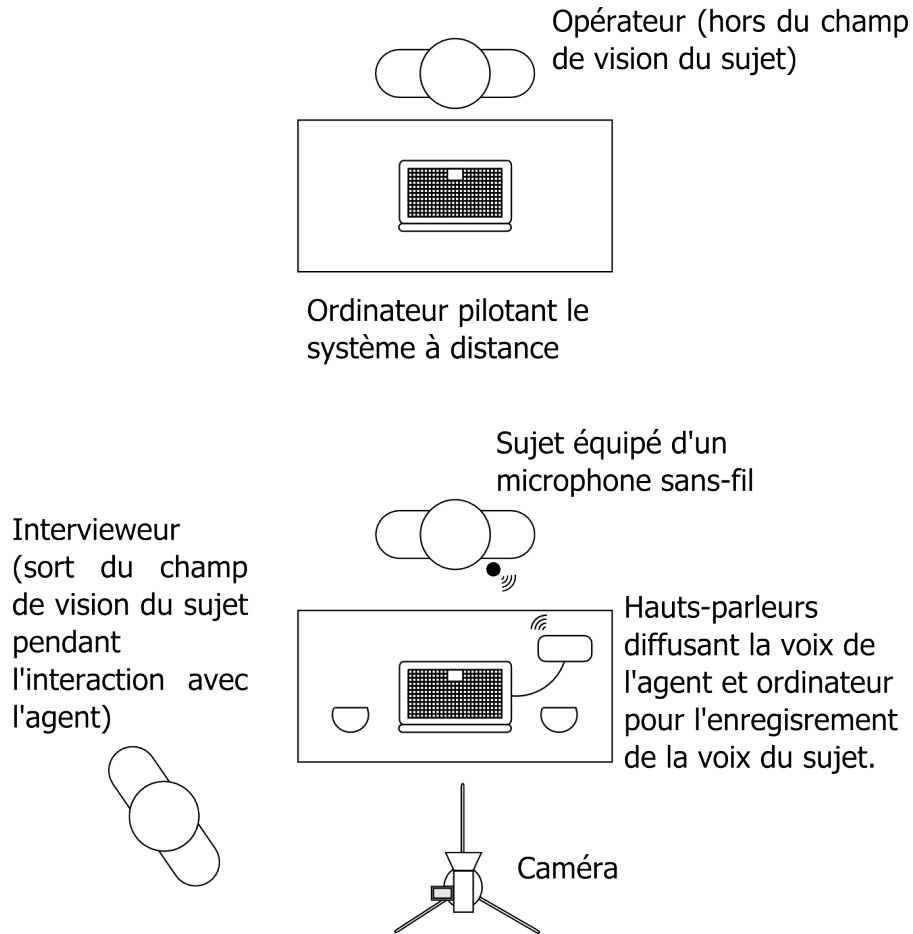 Opérateur (hors du champ
de vision du sujet)
Ordinateur pilotant le
système à distance
Sujet équipé d'un
microphone sans-fil
Intervieweur
(sort du champ
de vision du sujet
pendant
l'interaction avec
l'agent)
Hauts-parleurs
diffusant la voix de
l'agent et ordinateur
pour l'enregisrement
de la voix du sujet.
Caméra